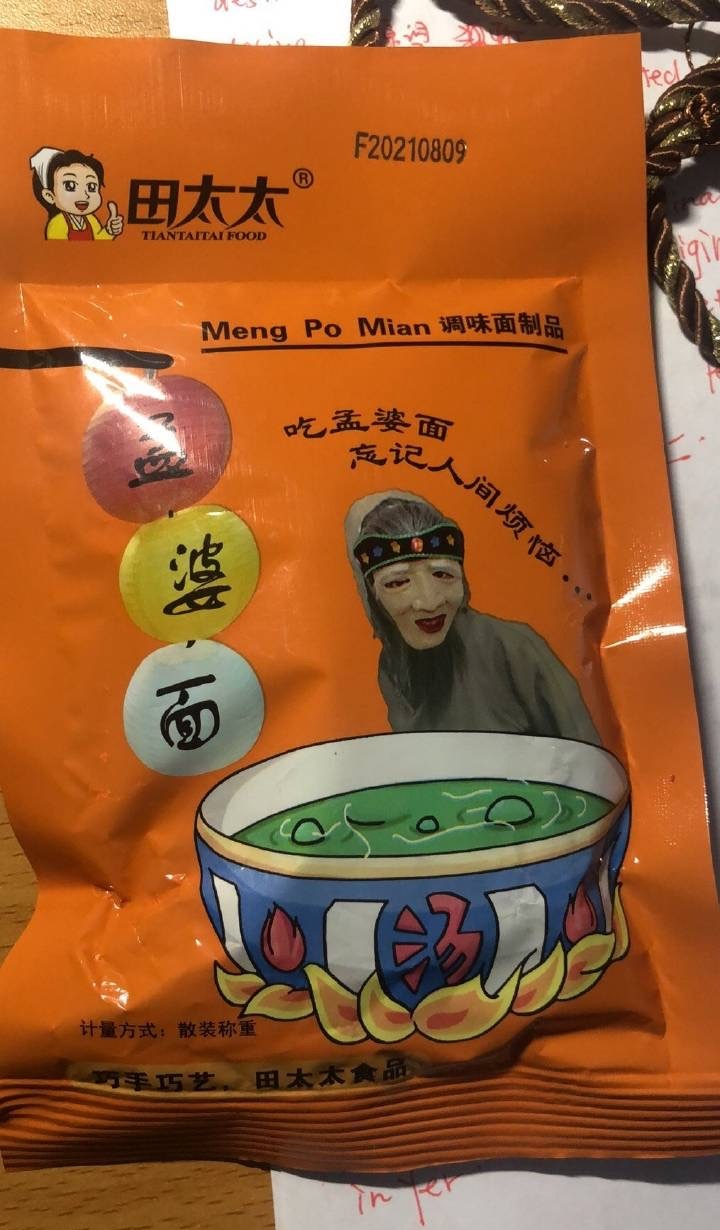 F20210809
田太太®
TIANTAITAI FOOD
Meng Po Mian 调味面制品
孟
婆
面
吃孟婆面
忘记人间烦恼...
汤
计量方式：散装称重
巧手巧艺，田太太食品
in fer